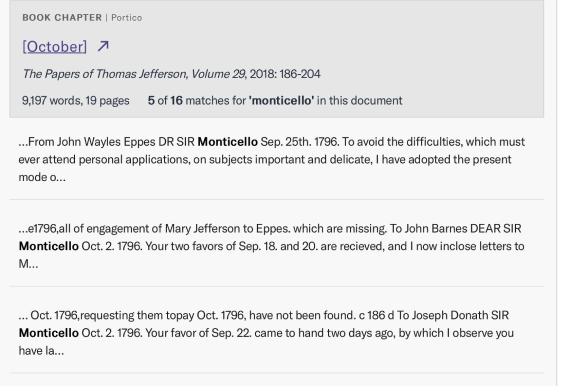 BOOK CHAPTER | Portico
[October] ↗
The Papers of Thomas Jefferson, Volume 29, 2018: 186-204
9,197 words, 19 pages 5 of 16 matches for 'monticello' in this document
...From John Wayles Eppes DR SIR Monticello Sep. 25th. 1796. To avoid the difficulties, which must
ever attend personal applications, on subjects important and delicate, I have adopted the present
mode o...
...e1796,all of engagement of Mary Jefferson to Eppes. which are missing. To John Barnes DEAR SIR
Monticello Oct. 2. 1796. Your two favors of Sep. 18. and 20. are recieved, and I now inclose letters to
M...
... Oct. 1796,requesting them topay Oct. 1796, have not been found. c 186 d To Joseph Donath SIR
Monticello Oct. 2. 1796. Your favor of Sep. 22. came to hand two days ago, by which I observe you
have la...